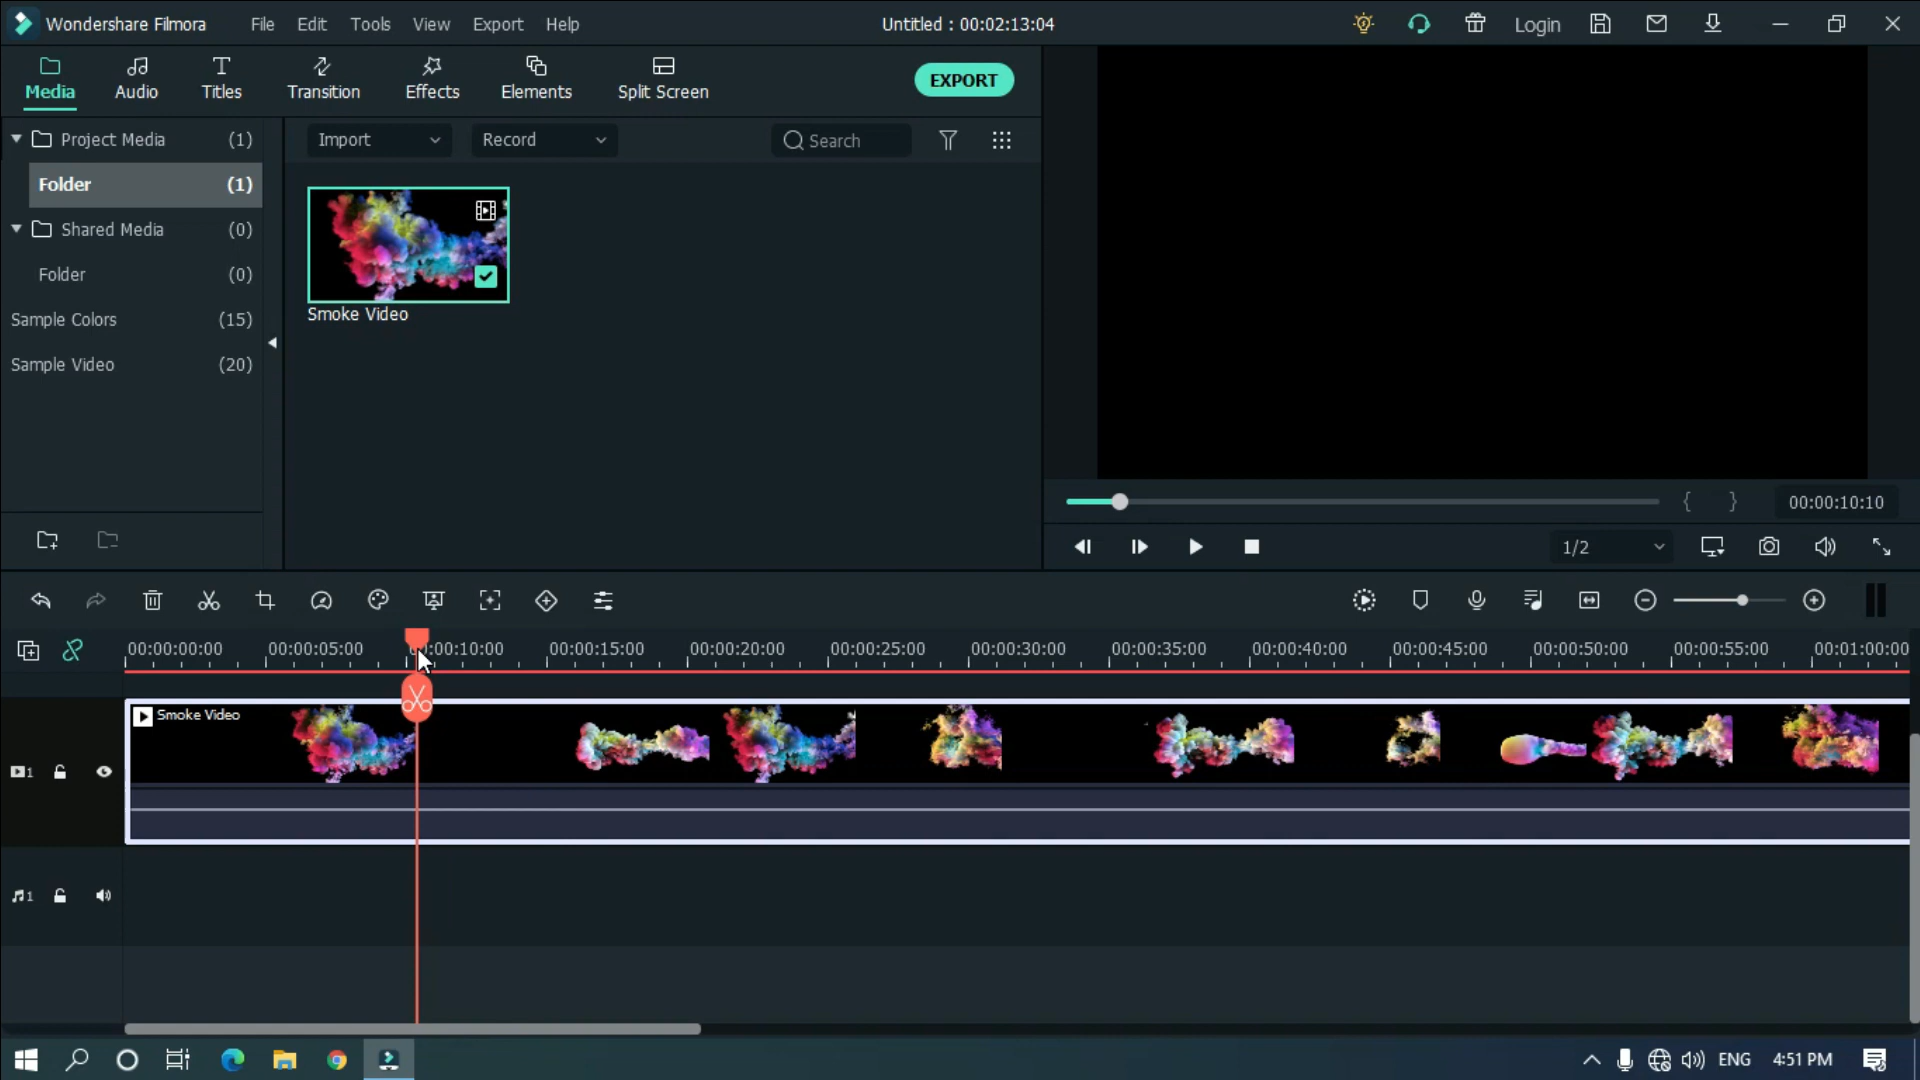 Wondershare Filmora File Edit Tools View Export Help Untitled : 00:02:13:04 Login
Media Audio Titles Transition Effects Elements Split Screen EXPORT
Project Media (1) Import Record Search
Folder (1)
Shared Media (0)
Folder (0)
Smoke Video
Sample Colors (15)
Sample Video (20)
00:00:10:10
1/2
00:00:00:00 00:00:05:00 00:00:10:00 00:00:15:00 00:00:20:00 00:00:25:00 00:00:30:00 00:00:35:00 00:00:40:00 00:00:45:00 00:00:50:00 00:00:55:00 00:01:00:00
Smoke Video
1
1
ENG 4:51 PM